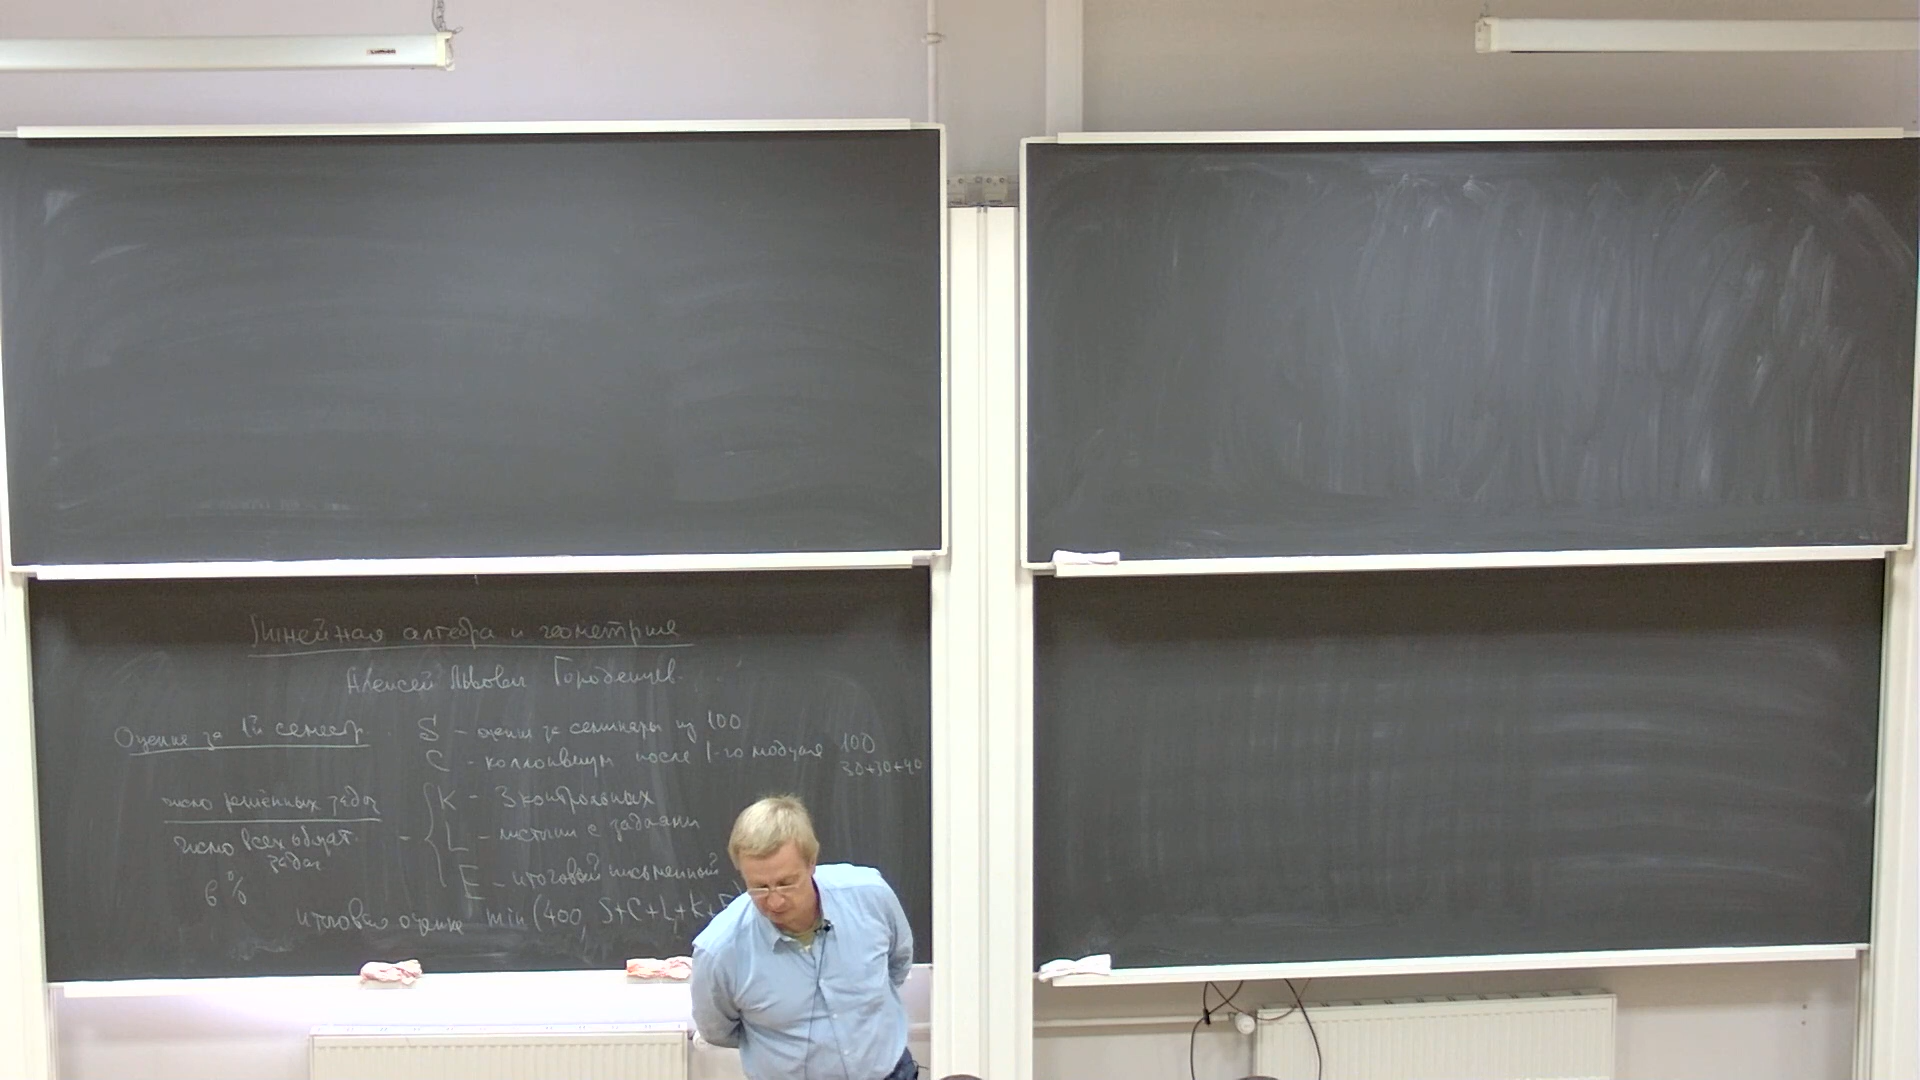 Линейная алгебра и геометрия
Алексей Львович Городенцев.
Оценка за 1й семестр
S - оценка за семинары из 100
C - коллоквиум после 1-го модуля 100
30+30+40
K - 3 контрольных
L - листочки с задачами
E - итоговый письменный
число решённых задач
число всех обязат.
задач
в %
итоговая оценка min (400, S+C+L+K+E)